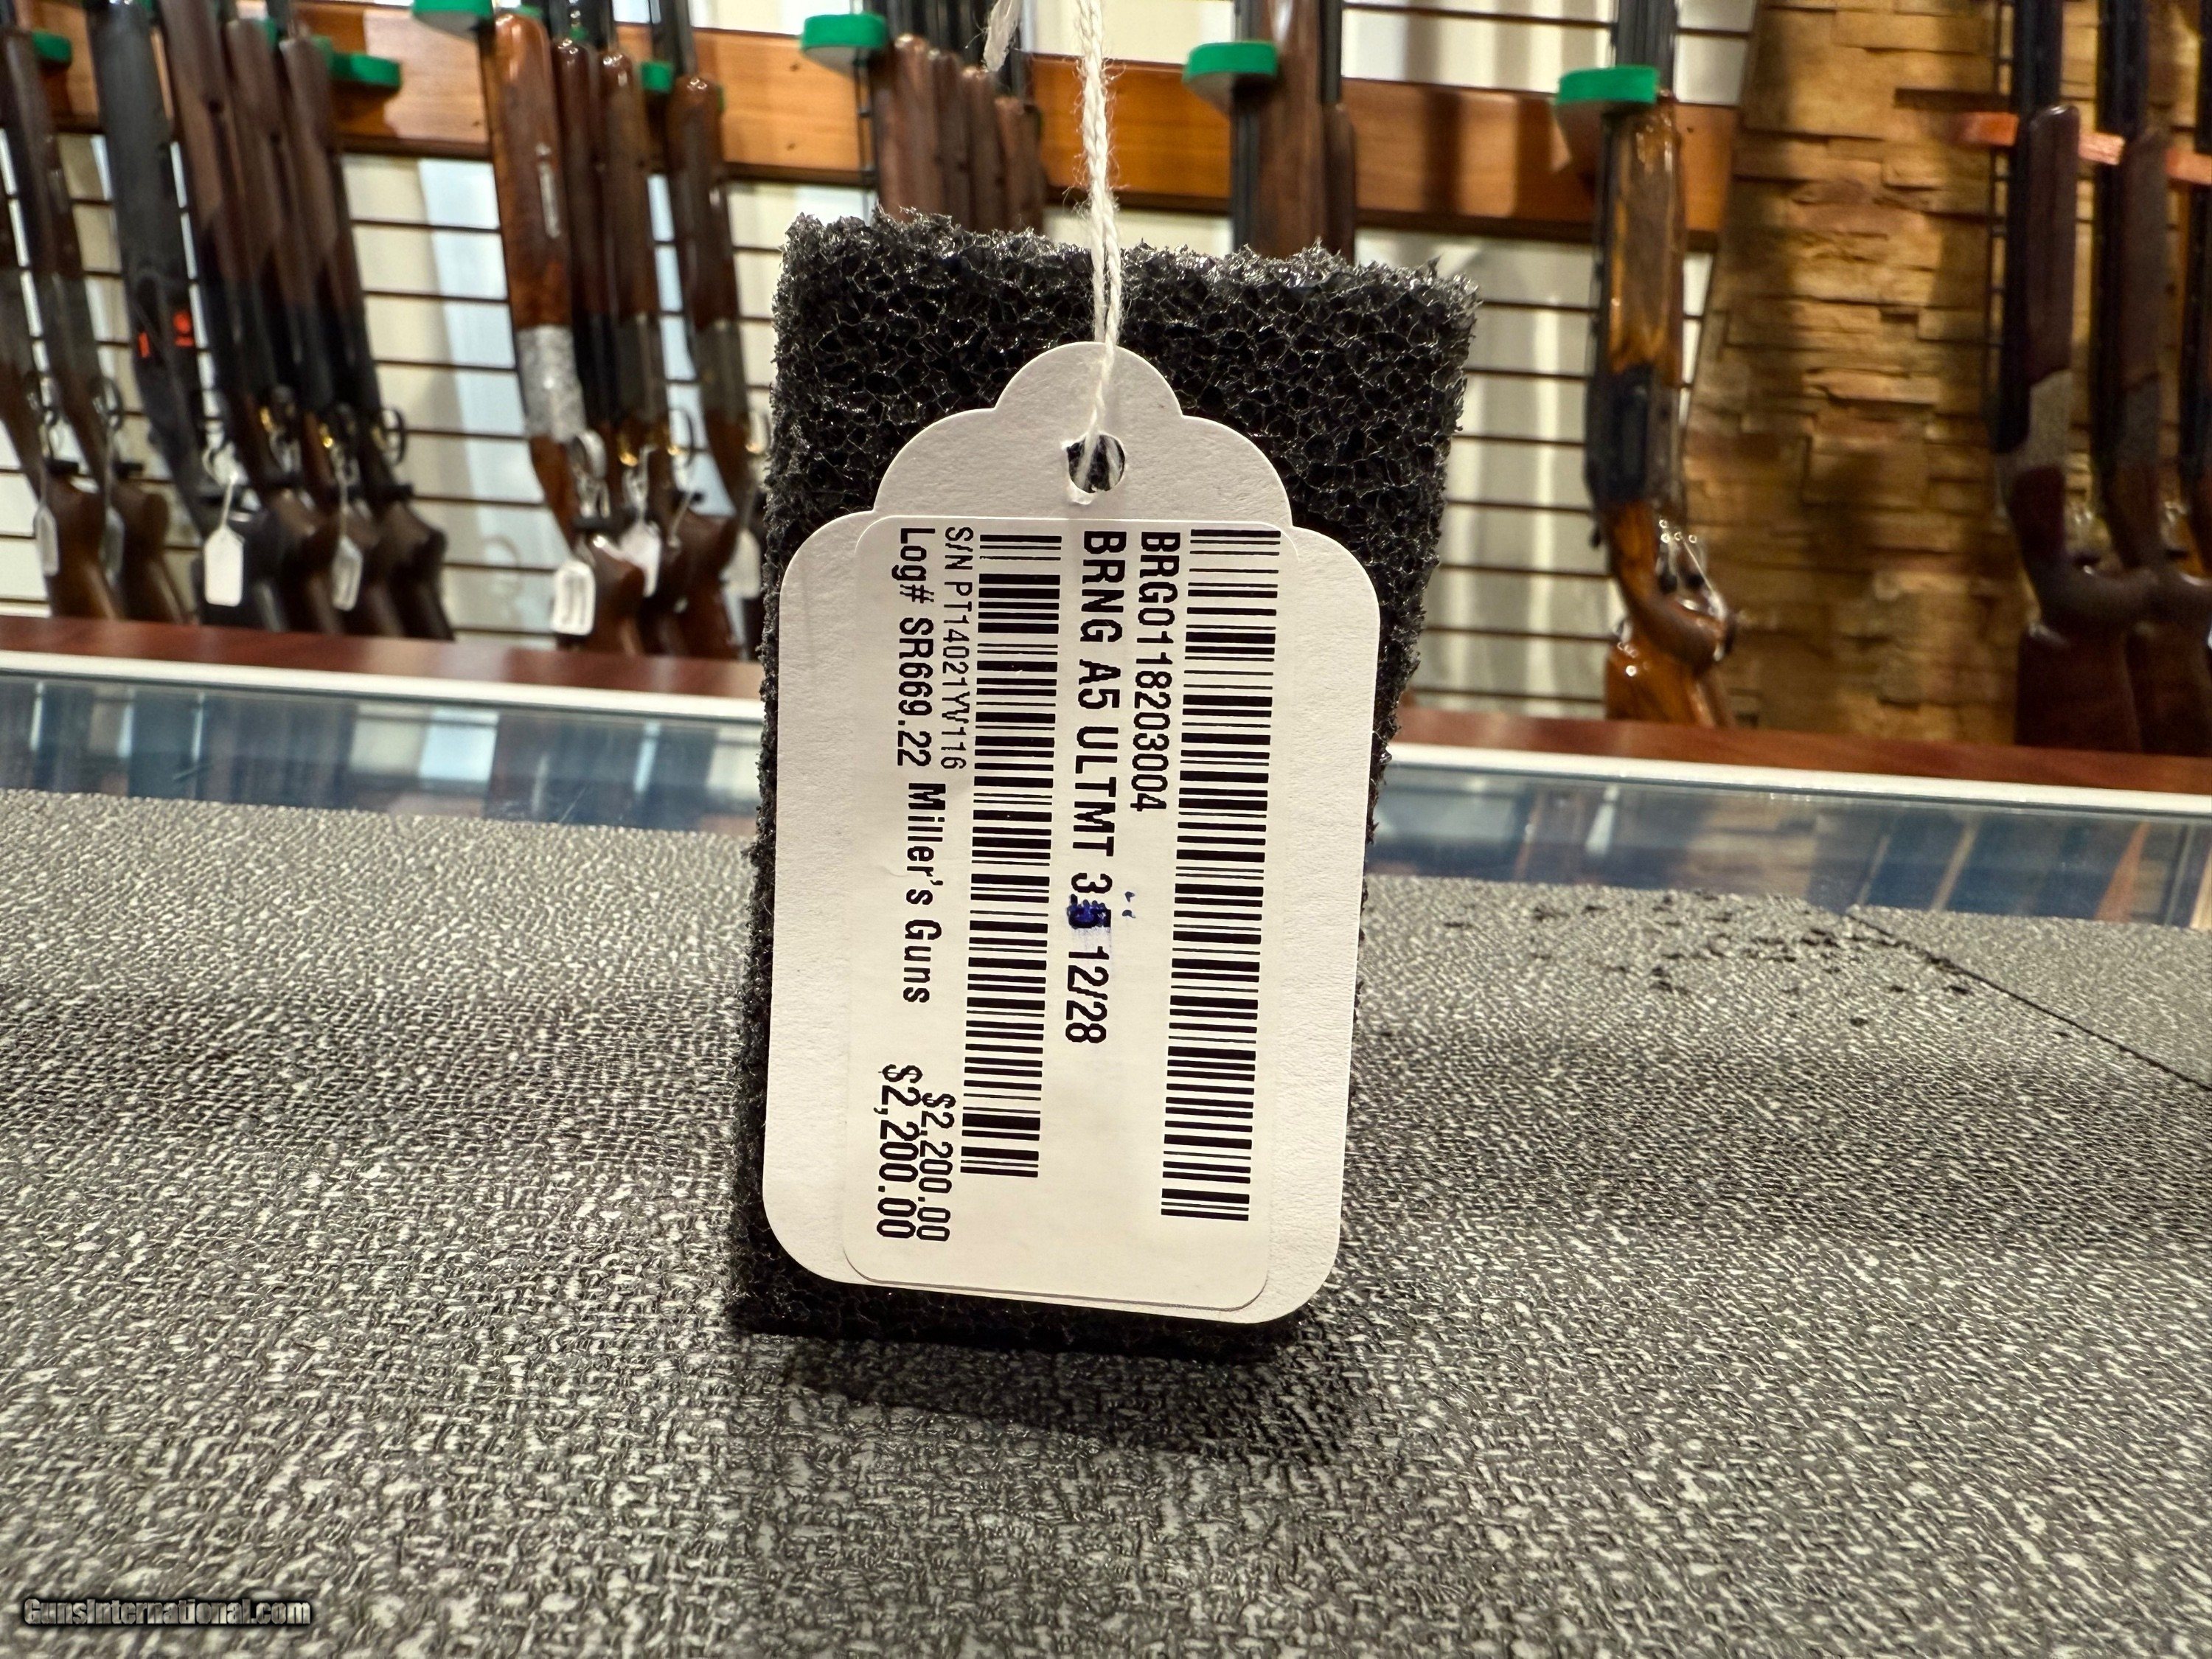 BRG0118203004
BRNG A5 ULTMT 3 12/28
S/N PT14021YV116
$2,200.00
Log# SR669.22 Miller's Guns $2,200.00
GunsInternational.com